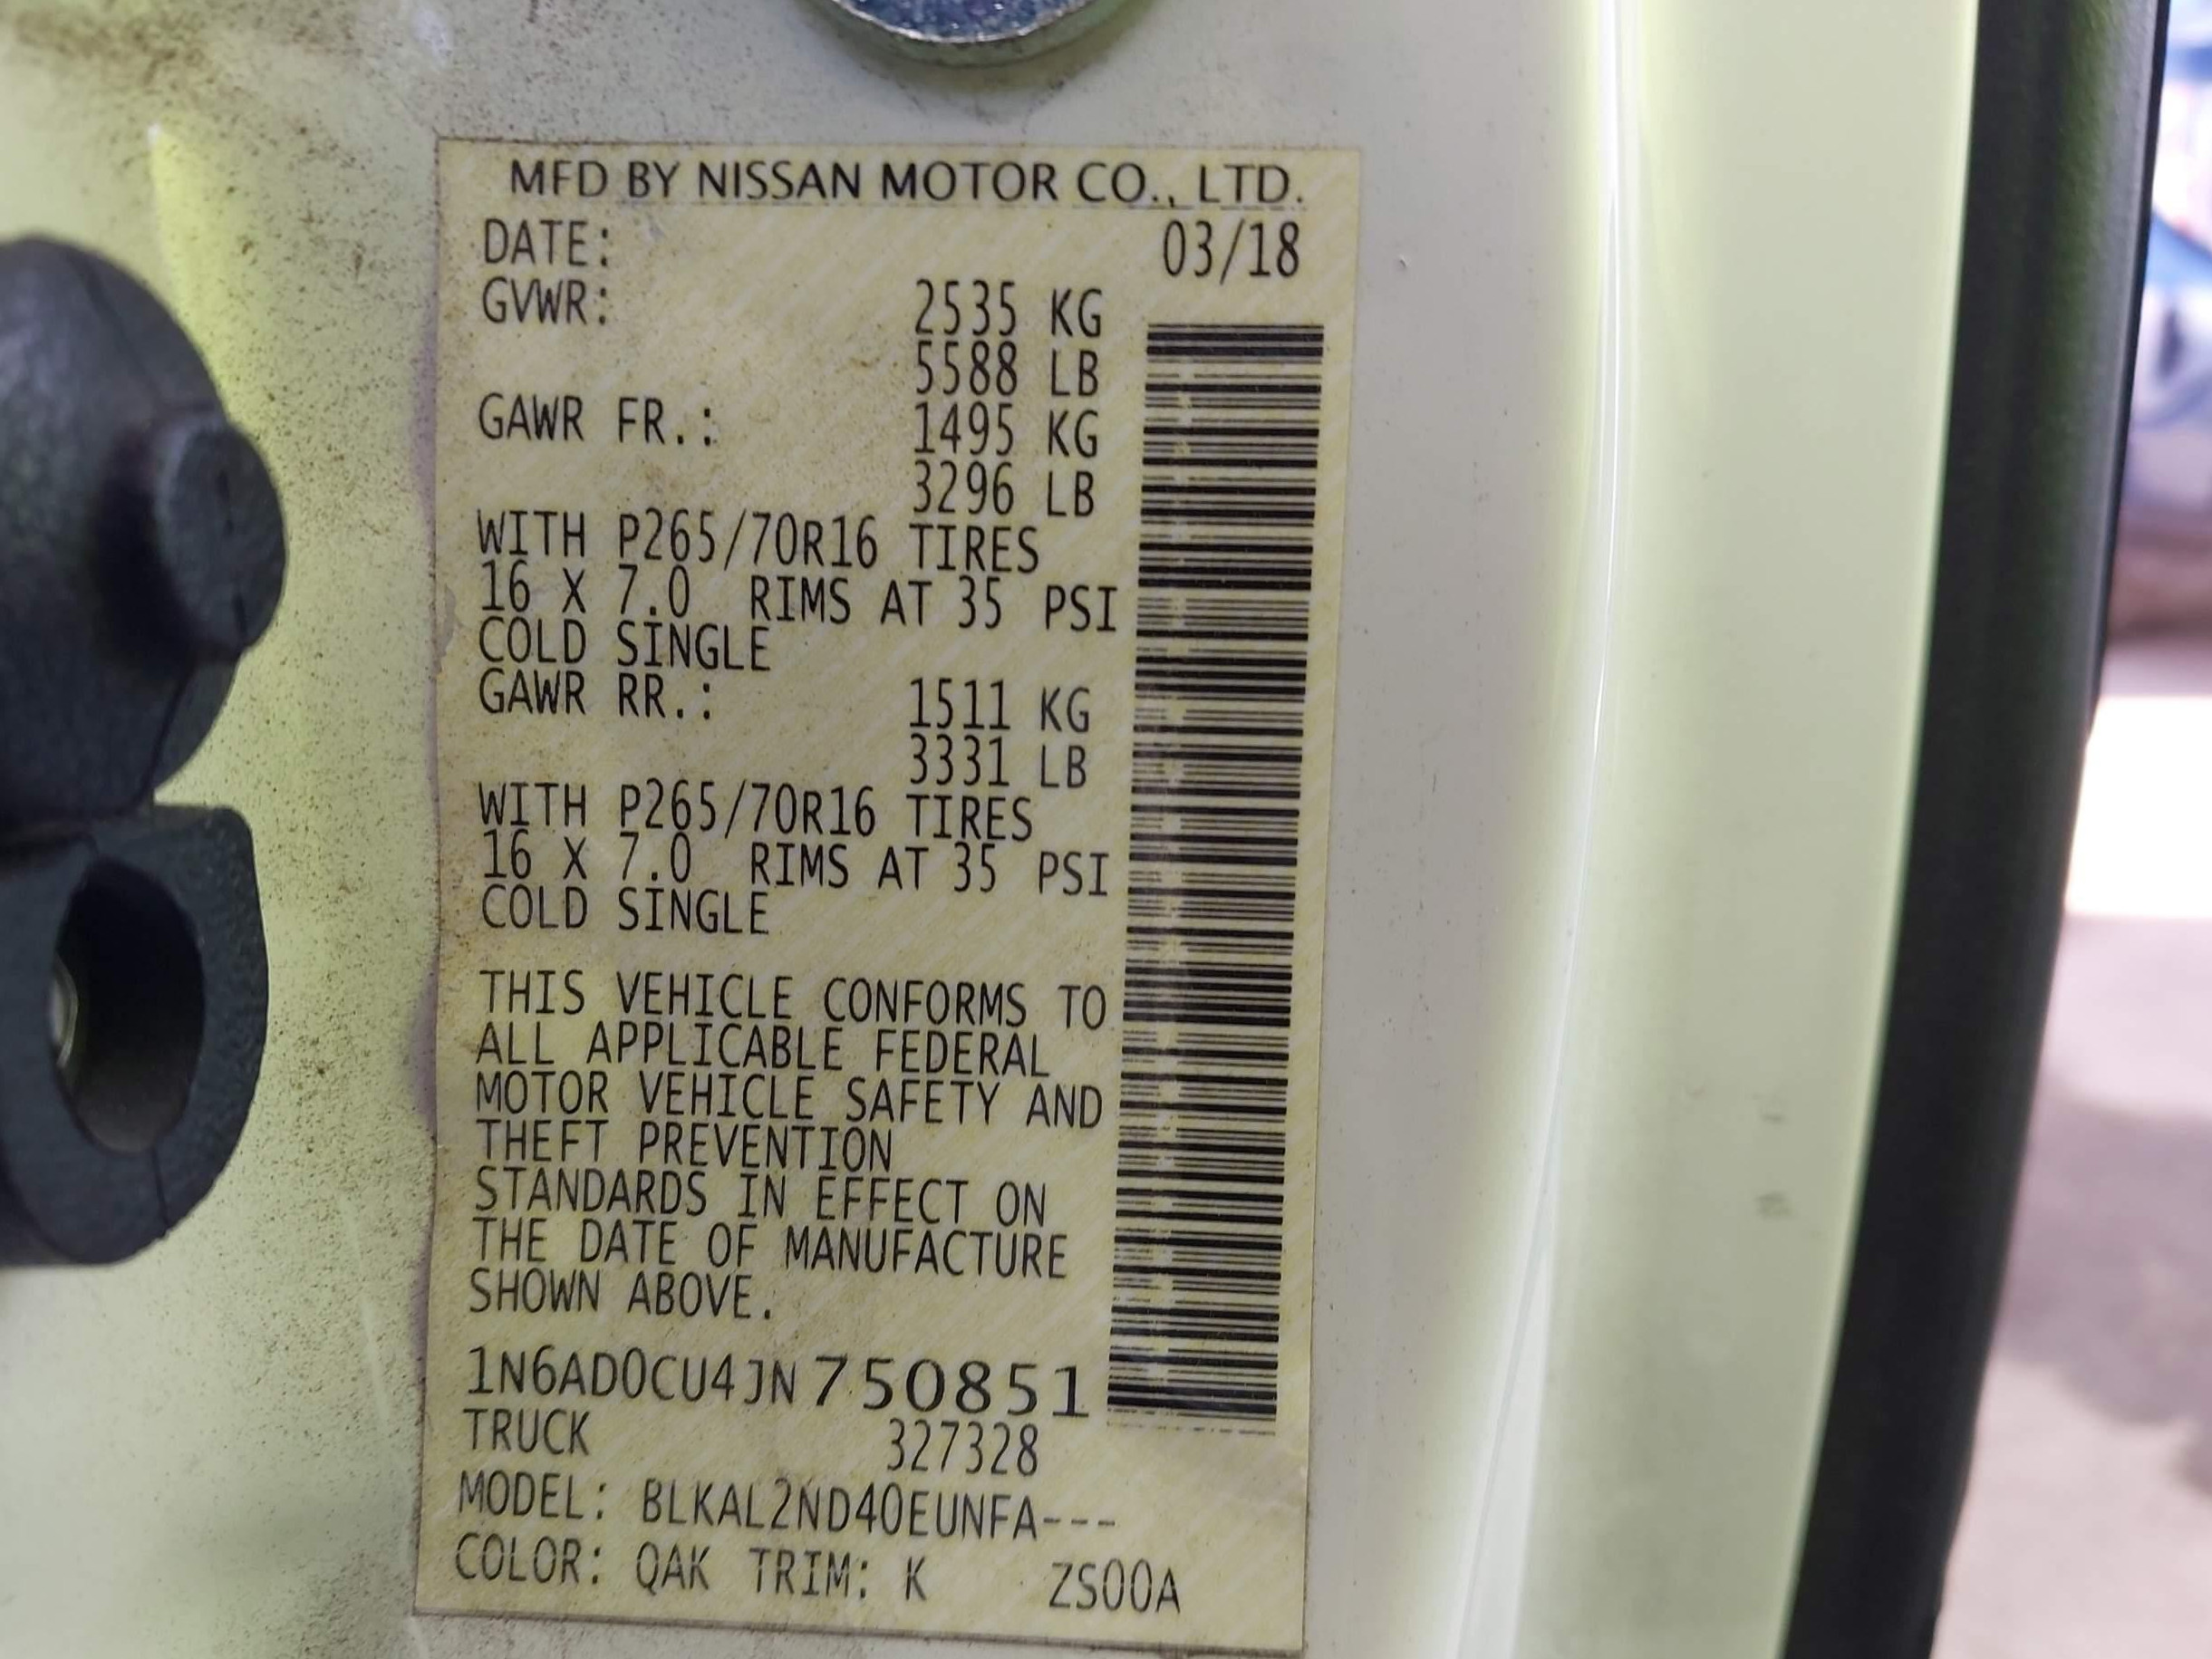 MFD BY NISSAN MOTOR CO., LTD.
DATE: 03/18
GVWR: 2535 KG
5588 LB
GAWR FR.: 1495 KG
3296 LB
WITH P265/70R16 TIRES
16 X 7.0 RIMS AT 35 PSI
COLD SINGLE
GAWR RR.: 1511 KG
3331 LB
WITH P265/70R16 TIRES
16 X 7.0 RIMS AT 35 PSI
COLD SINGLE
THIS VEHICLE CONFORMS TO
ALL APPLICABLE FEDERAL
MOTOR VEHICLE SAFETY AND
THEFT PREVENTION
STANDARDS IN EFFECT ON
THE DATE OF MANUFACTURE
SHOWN ABOVE.
1N6AD0CU4JN750851
TRUCK 327328
MODEL: BLKAL2ND40EUNFA---
COLOR: QAK TRIM: K ZS00A